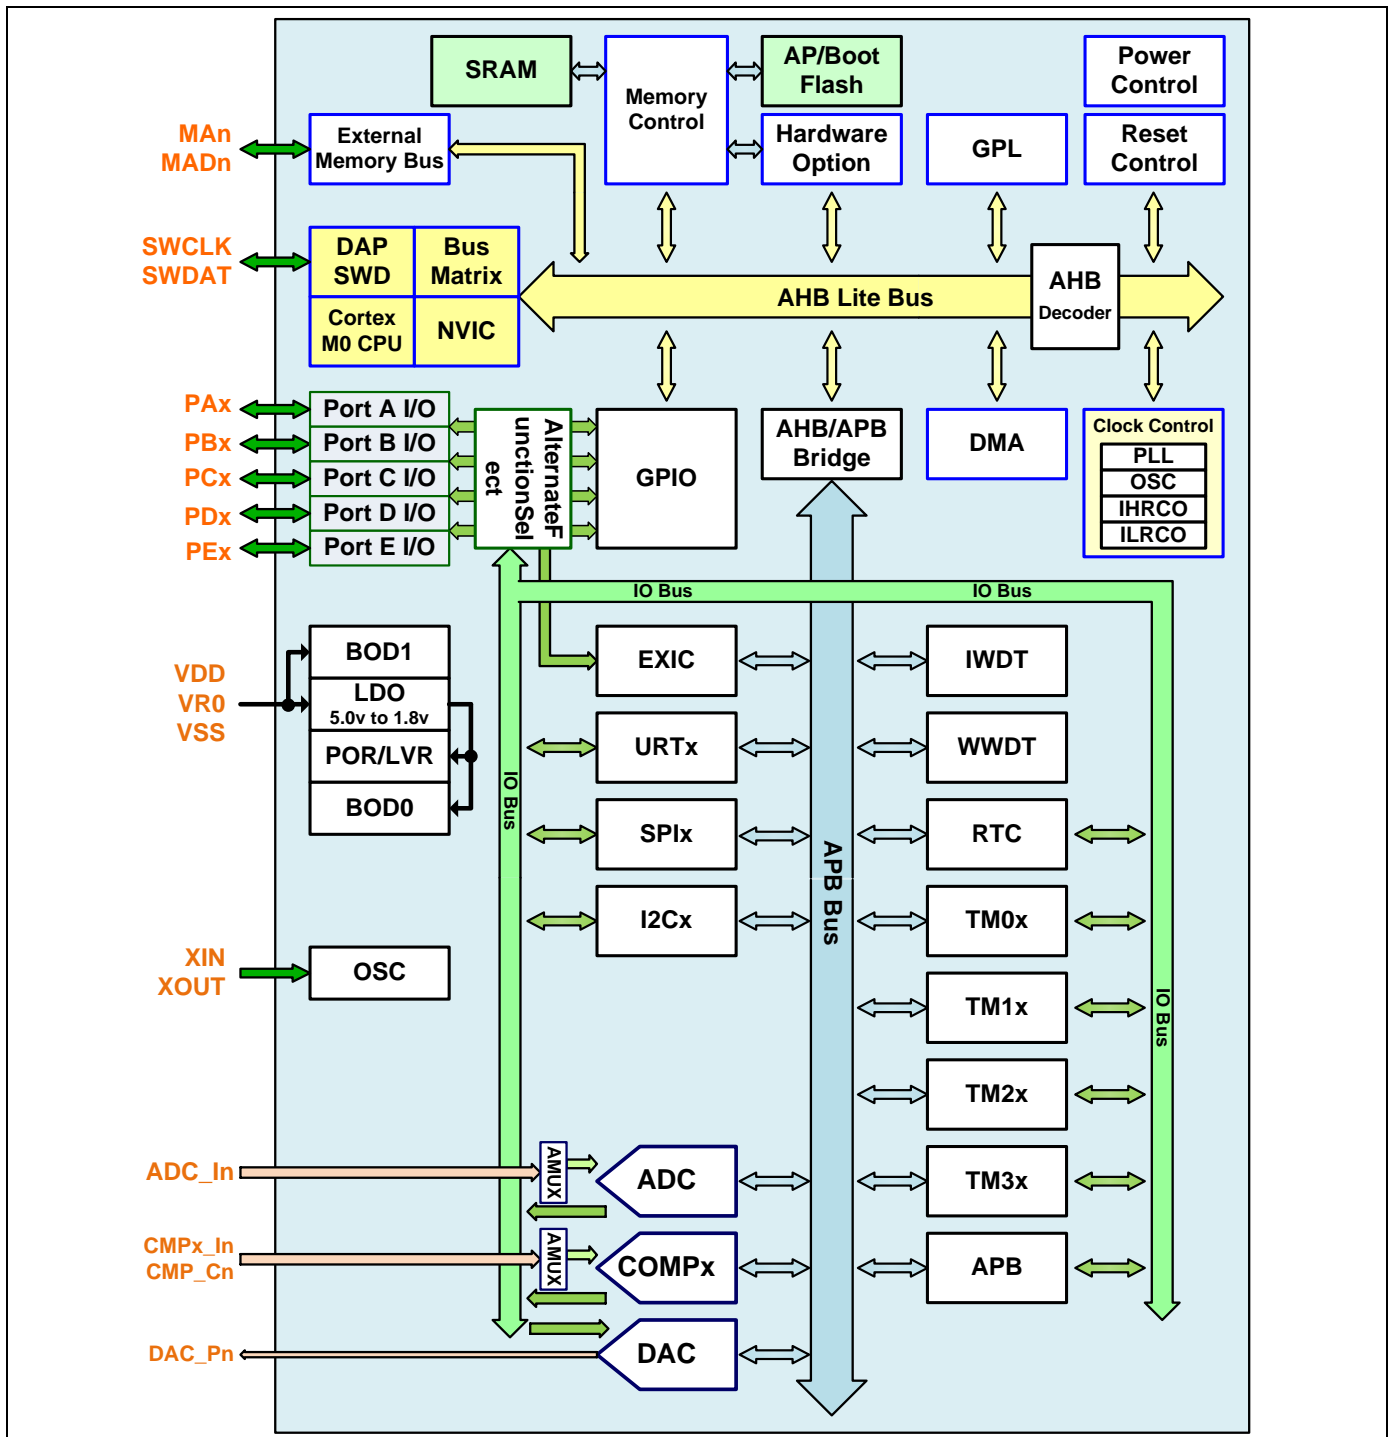 SRAM
Memory
Control
AP/Boot
Flash
Power
Control
MAn
MADn
External
Memory Bus
Hardware
Option
GPL
Reset
Control
SWCLK
SWDAT
DAP
SWD
Bus
Matrix
Cortex
M0 CPU
NVIC
AHB Lite Bus
AHB
Decoder
PAx
PBx
PCx
PDx
PEx
Port A I/O
Port B I/O
Port C I/O
Port D I/O
Port E I/O
AlternateF
unctionSel
ect
GPIO
AHB/APB
Bridge
DMA
Clock Control
PLL
OSC
IHRCO
ILRCO
IO Bus
IO Bus
VDD
VR0
VSS
BOD1
LDO
5.0v to 1.8v
POR/LVR
BOD0
IO Bus
EXIC
URTx
SPIx
I2Cx
APB Bus
IWDT
WWDT
RTC
TM0x
TM1x
TM2x
TM3x
APB
IO Bus
XIN
XOUT
OSC
ADC_In
AMUX
ADC
CMPx_In
CMP_Cn
AMUX
COMPx
DAC_Pn
DAC